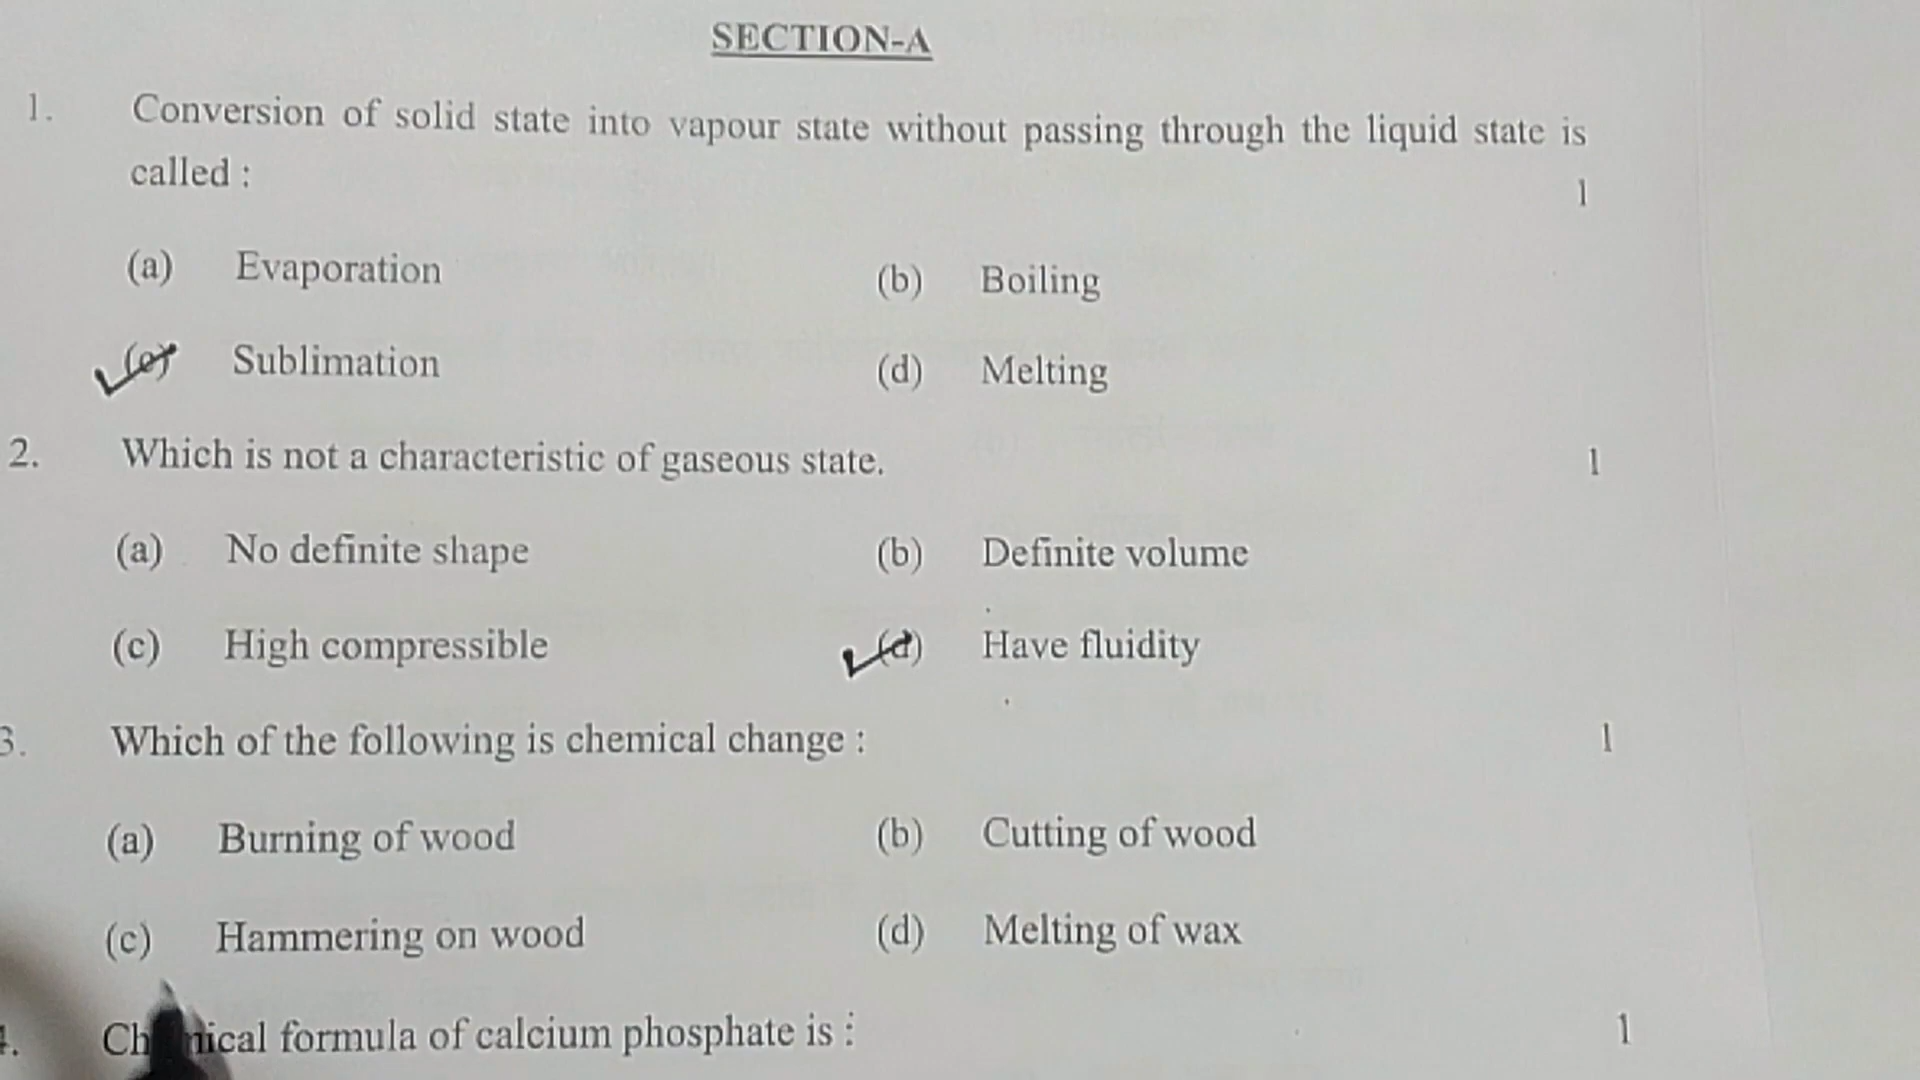 SECTION-A
1. Conversion of solid state into vapour state without passing through the liquid state is
called : 1
(a) Evaporation (b) Boiling
(c) Sublimation (d) Melting
2. Which is not a characteristic of gaseous state. 1
(a) No definite shape (b) Definite volume
(c) High compressible (d) Have fluidity
3. Which of the following is chemical change : 1
(a) Burning of wood (b) Cutting of wood
(c) Hammering on wood (d) Melting of wax
formula of calcium phosphate is : 1